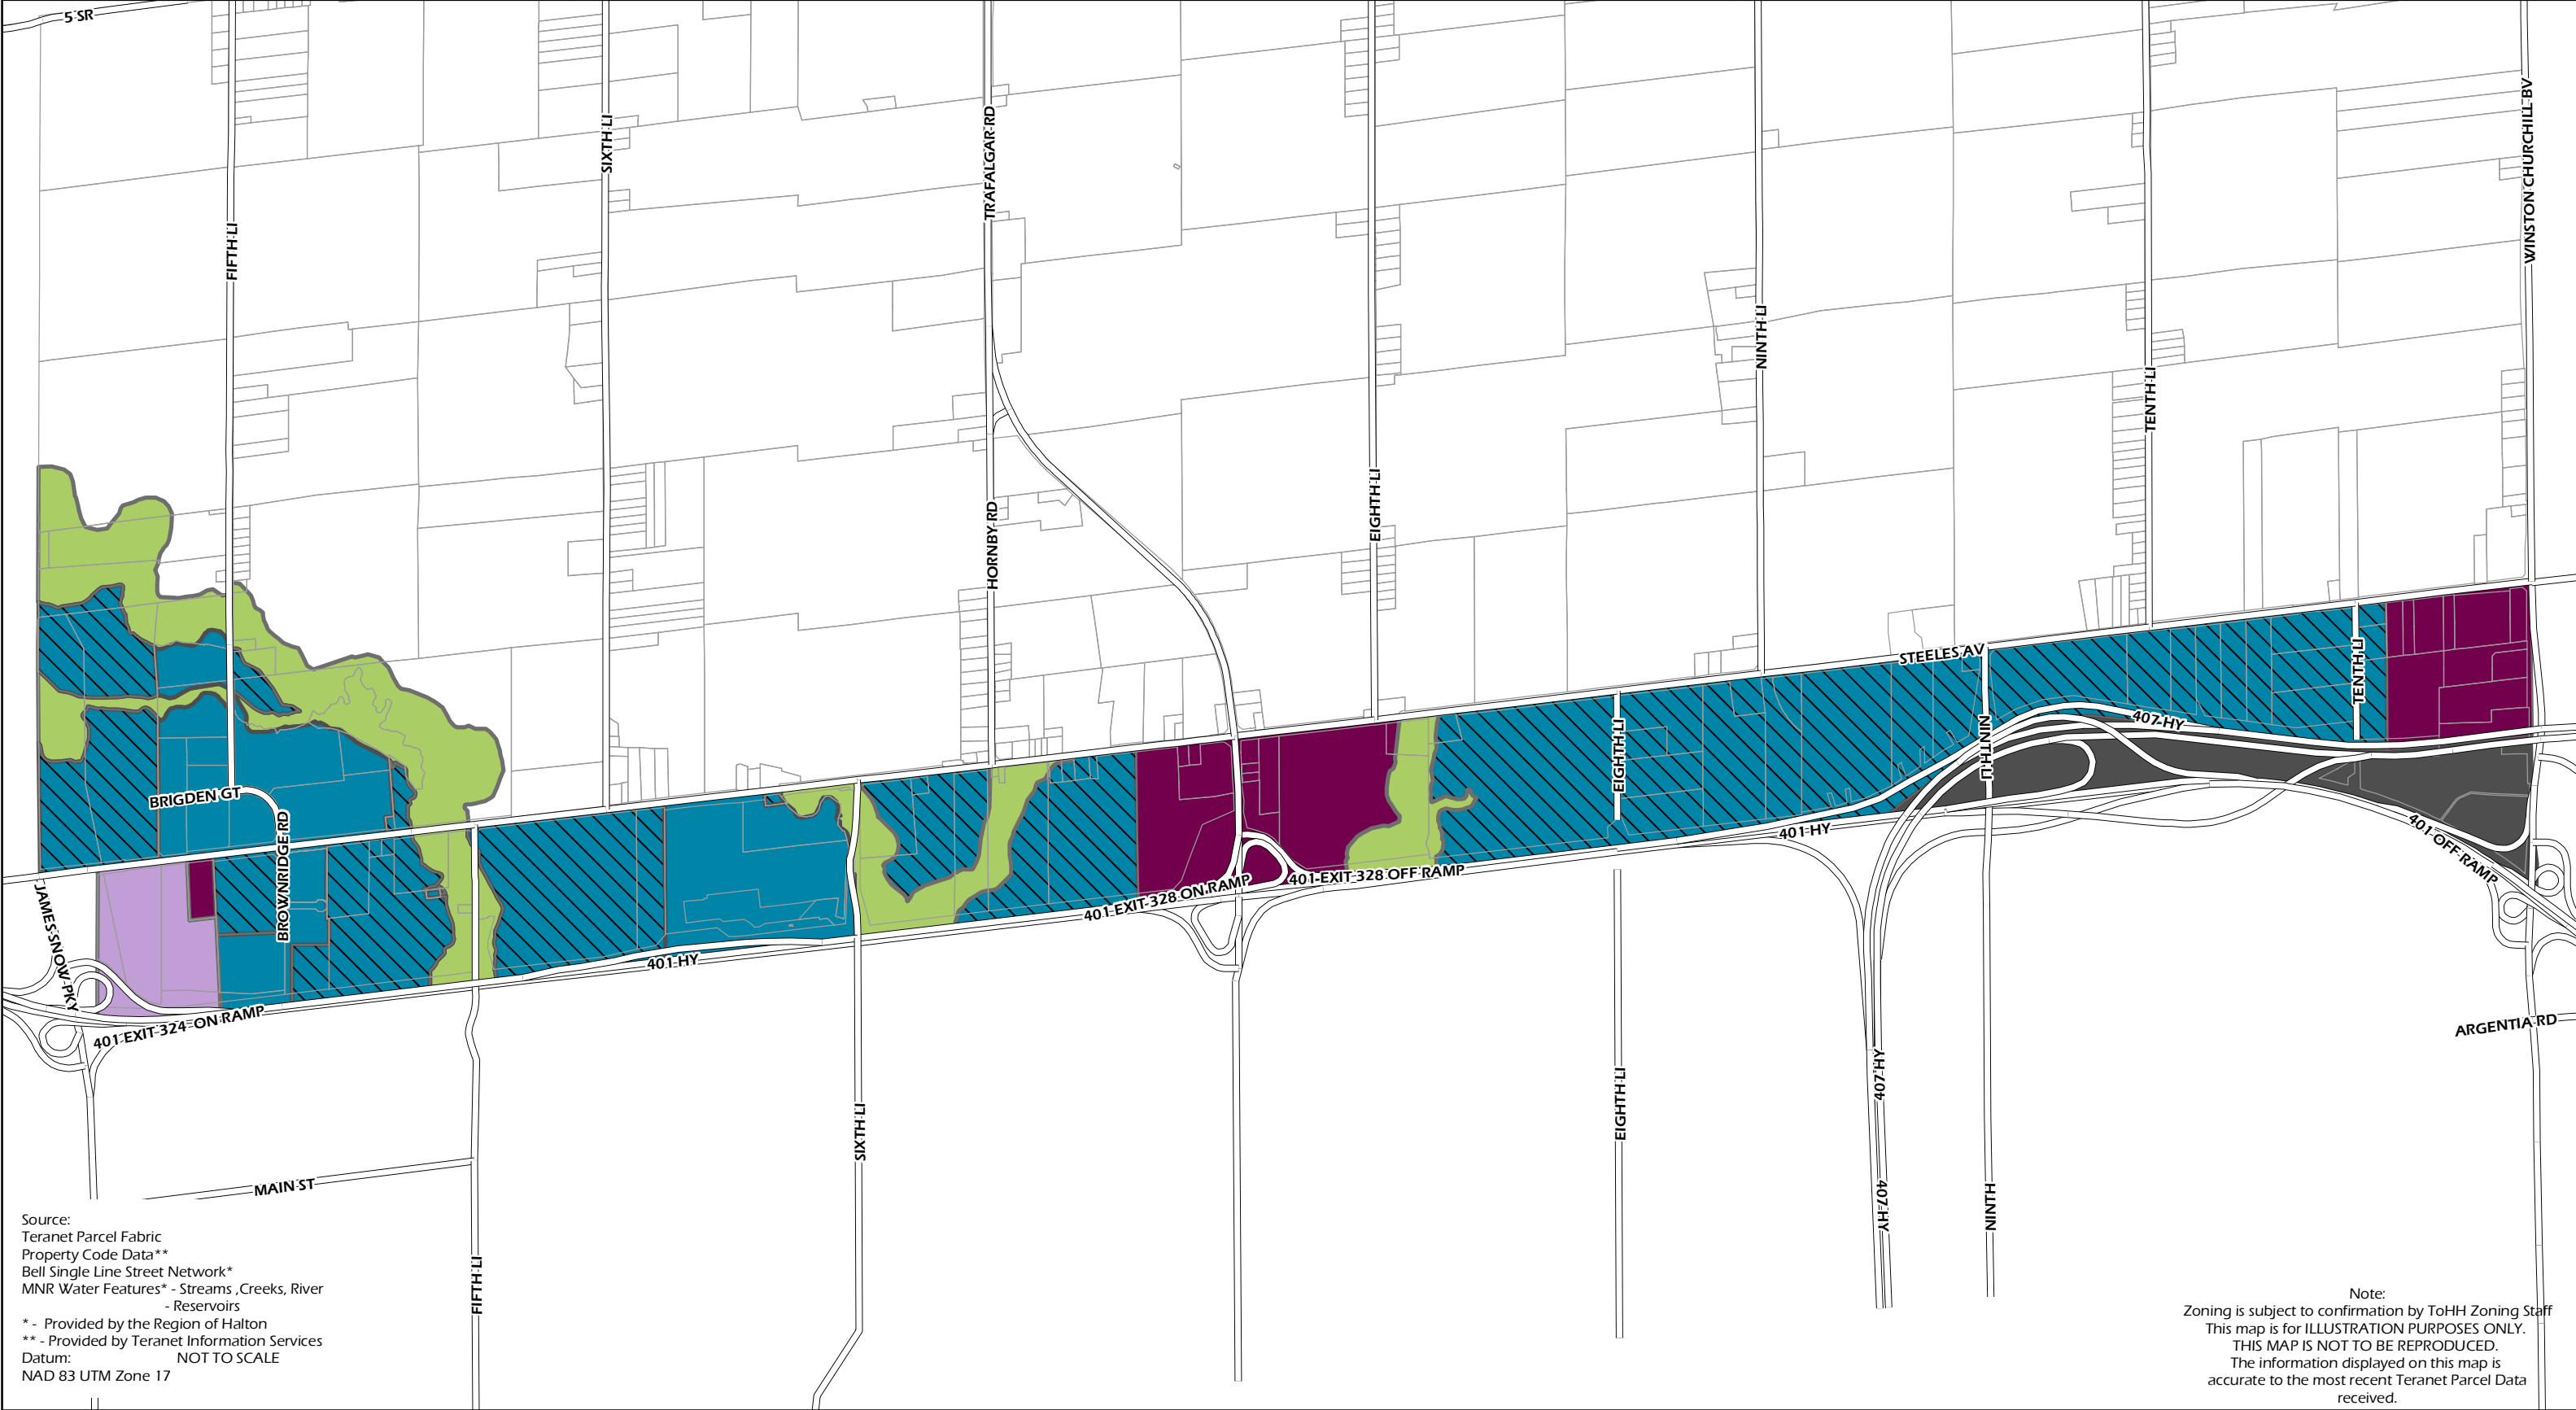 5 SR
FIFTH LI
SIXTH LI
TRAFALGAR RD
HORNBY RD
EIGHTH LI
NINTH LI
TENTH LI
WINSTON CHURCHILL BV
STEELES AV
TENTH LI
EIGHTH LI
NINTH LI
407 HY
BRIGDEN GT
BROWNRIDGE RD
JAMES SNOW PKY
401 HY
401 OFF RAMP
401 EXIT 328 OFF RAMP
401 EXIT 328 ON RAMP
401 HY
401 EXIT 324 ON RAMP
ARGENTIA RD
407 HY
EIGHTH LI
SIXTH LI
MAIN ST
407 HY
NINTH
FIFTH LI
Source:
Teranet Parcel Fabric
Property Code Data**
Bell Single Line Street Network*
MNR Water Features* - Streams ,Creeks, River
- Reservoirs
* - Provided by the Region of Halton
** - Provided by Teranet Information Services
Datum: NOT TO SCALE
NAD 83 UTM Zone 17
Note:
Zoning is subject to confirmation by ToHH Zoning Staff
This map is for ILLUSTRATION PURPOSES ONLY.
THIS MAP IS NOT TO BE REPRODUCED.
The information displayed on this map is
accurate to the most recent Teranet Parcel Data
received.